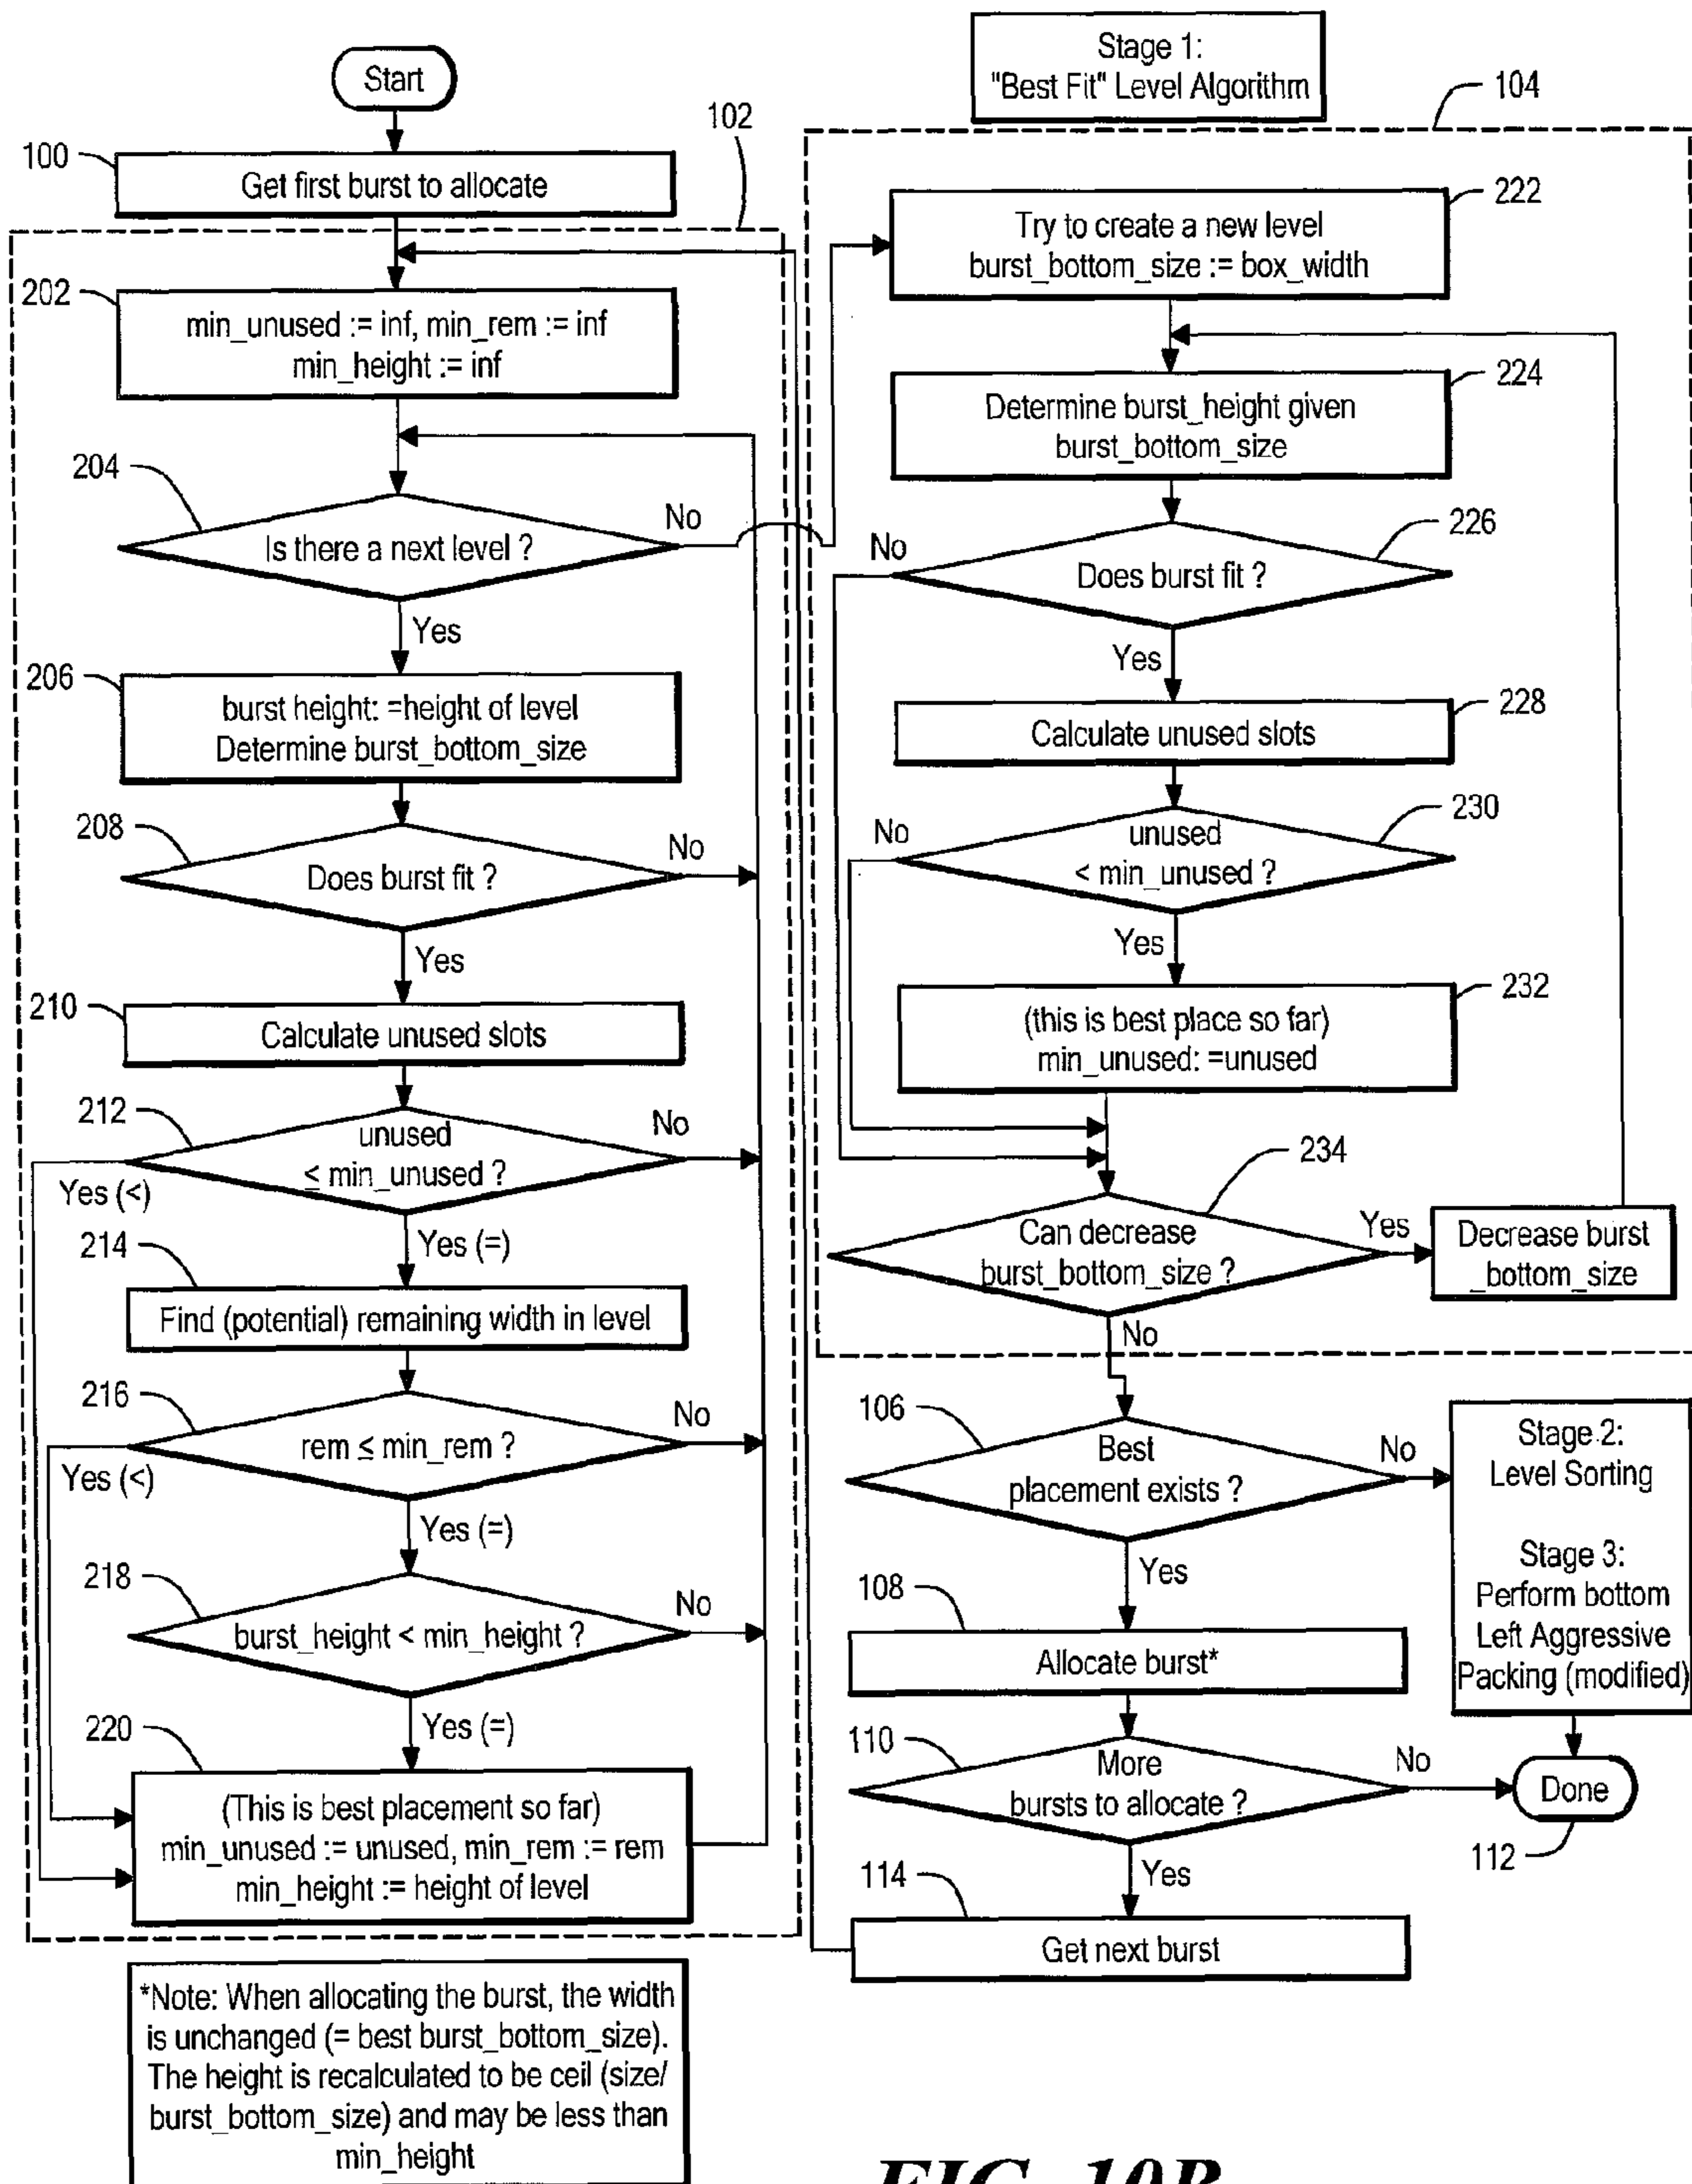 Start
100
Get first burst to allocate
102
202
min_unused := inf, min_rem := inf
min_height := inf
204
Is there a next level ?
No
Yes
206
burst height: =height of level
Determine burst_bottom_size
208
Does burst fit ?
No
Yes
210
Calculate unused slots
212
unused
≤ min_unused ?
No
Yes (<)
Yes (=)
214
Find (potential) remaining width in level
216
rem ≤ min_rem ?
No
Yes (<)
Yes (=)
218
burst_height < min_height ?
No
Yes (=)
220
(This is best placement so far)
min_unused := unused, min_rem := rem
min_height := height of level
*Note: When allocating the burst, the width
is unchanged (= best burst_bottom_size).
The height is recalculated to be ceil (size/
burst_bottom_size) and may be less than
min_height
Stage 1:
"Best Fit" Level Algorithm
104
222
Try to create a new level
burst_bottom_size := box_width
224
Determine burst_height given
burst_bottom_size
226
Does burst fit ?
No
Yes
228
Calculate unused slots
230
unused
< min_unused ?
No
Yes
232
(this is best place so far)
min_unused: =unused
234
Can decrease
burst_bottom_size ?
Yes
Decrease burst
_bottom_size
No
106
Best
placement exists ?
No
Stage 2:
Level Sorting
Stage 3:
Perform bottom
Left Aggressive
Packing (modified)
Yes
108
Allocate burst*
110
More
bursts to allocate ?
No
Done
112
Yes
114
Get next burst
FIG. 10B